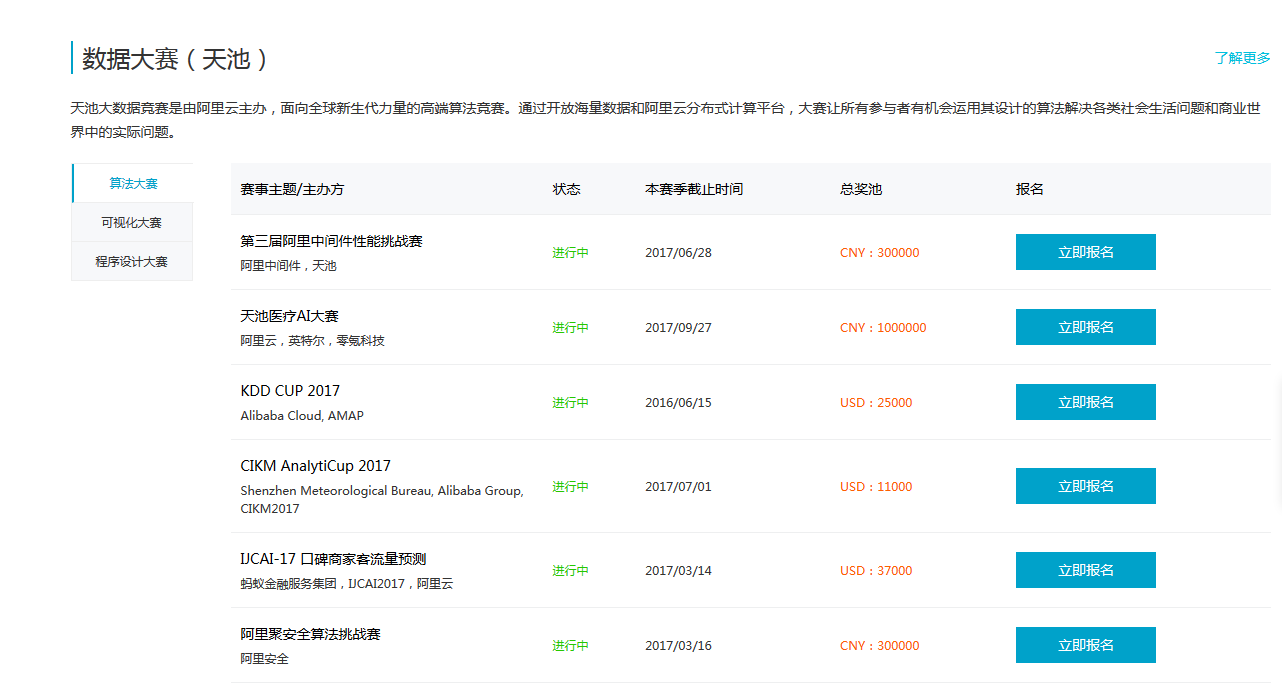 数据大赛（天池）
了解更多
天池大数据竞赛是由阿里云主办，面向全球新生代力量的高端算法竞赛。通过开放海量数据和阿里云分布式计算平台，大赛让所有参与者有机会运用其设计的算法解决各类社会生活问题和商业世
界中的实际问题。
算法大赛
可视化大赛
程序设计大赛
赛事主题/主办方 状态 本赛季截止时间 总奖池 报名
第三届阿里中间件性能挑战赛
阿里中间件，天池
进行中 2017/06/28 CNY：300000 立即报名
天池医疗AI大赛
阿里云，英特尔，零氪科技
进行中 2017/09/27 CNY：1000000 立即报名
KDD CUP 2017
Alibaba Cloud, AMAP
进行中 2016/06/15 USD：25000 立即报名
CIKM AnalytiCup 2017
Shenzhen Meteorological Bureau, Alibaba Group,
CIKM2017
进行中 2017/07/01 USD：11000 立即报名
IJCAI-17 口碑商家客流量预测
蚂蚁金融服务集团，IJCAI2017，阿里云
进行中 2017/03/14 USD：37000 立即报名
阿里聚安全算法挑战赛
阿里安全
进行中 2017/03/16 CNY：300000 立即报名